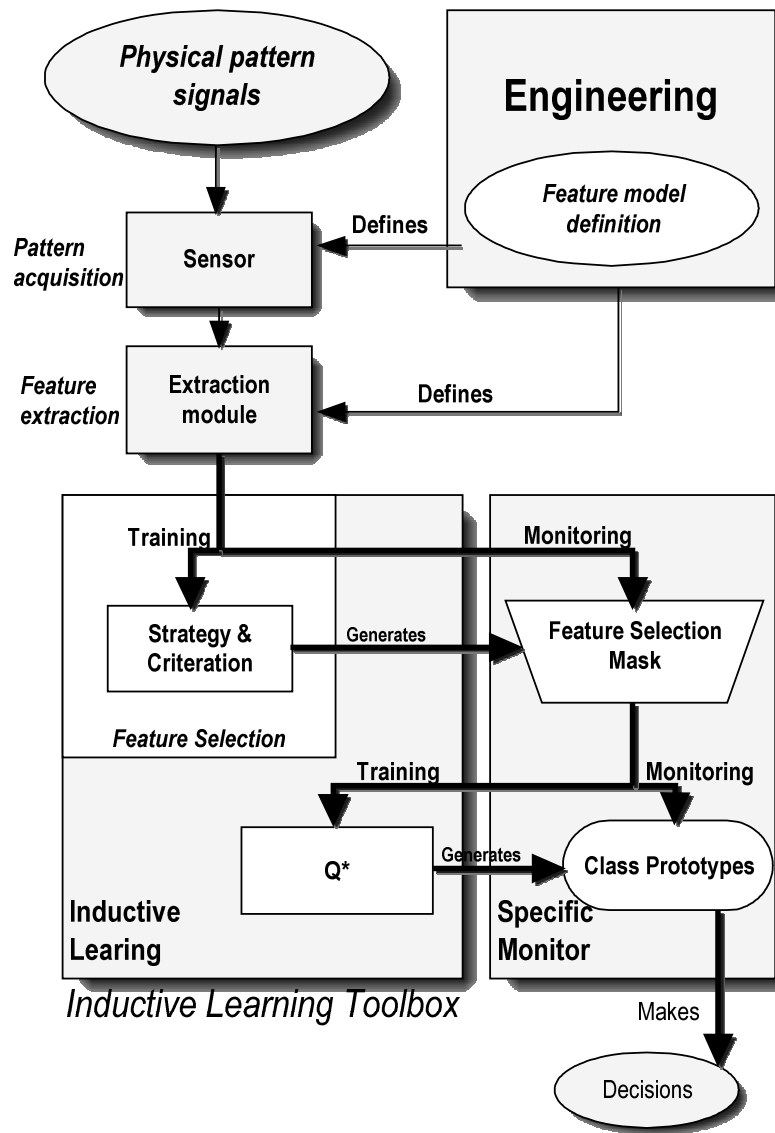 Physical pattern
signals
Engineering
Feature model
definition
Defines
Pattern
acquisition
Sensor
Feature
extraction
Extraction
module
Defines
Training
Monitoring
Strategy &
Criteration
Generates
Feature Selection
Mask
Feature Selection
Training
Monitoring
Q*
Generates
Class Prototypes
Inductive
Learing
Specific
Monitor
Inductive Learning Toolbox
Makes
Decisions